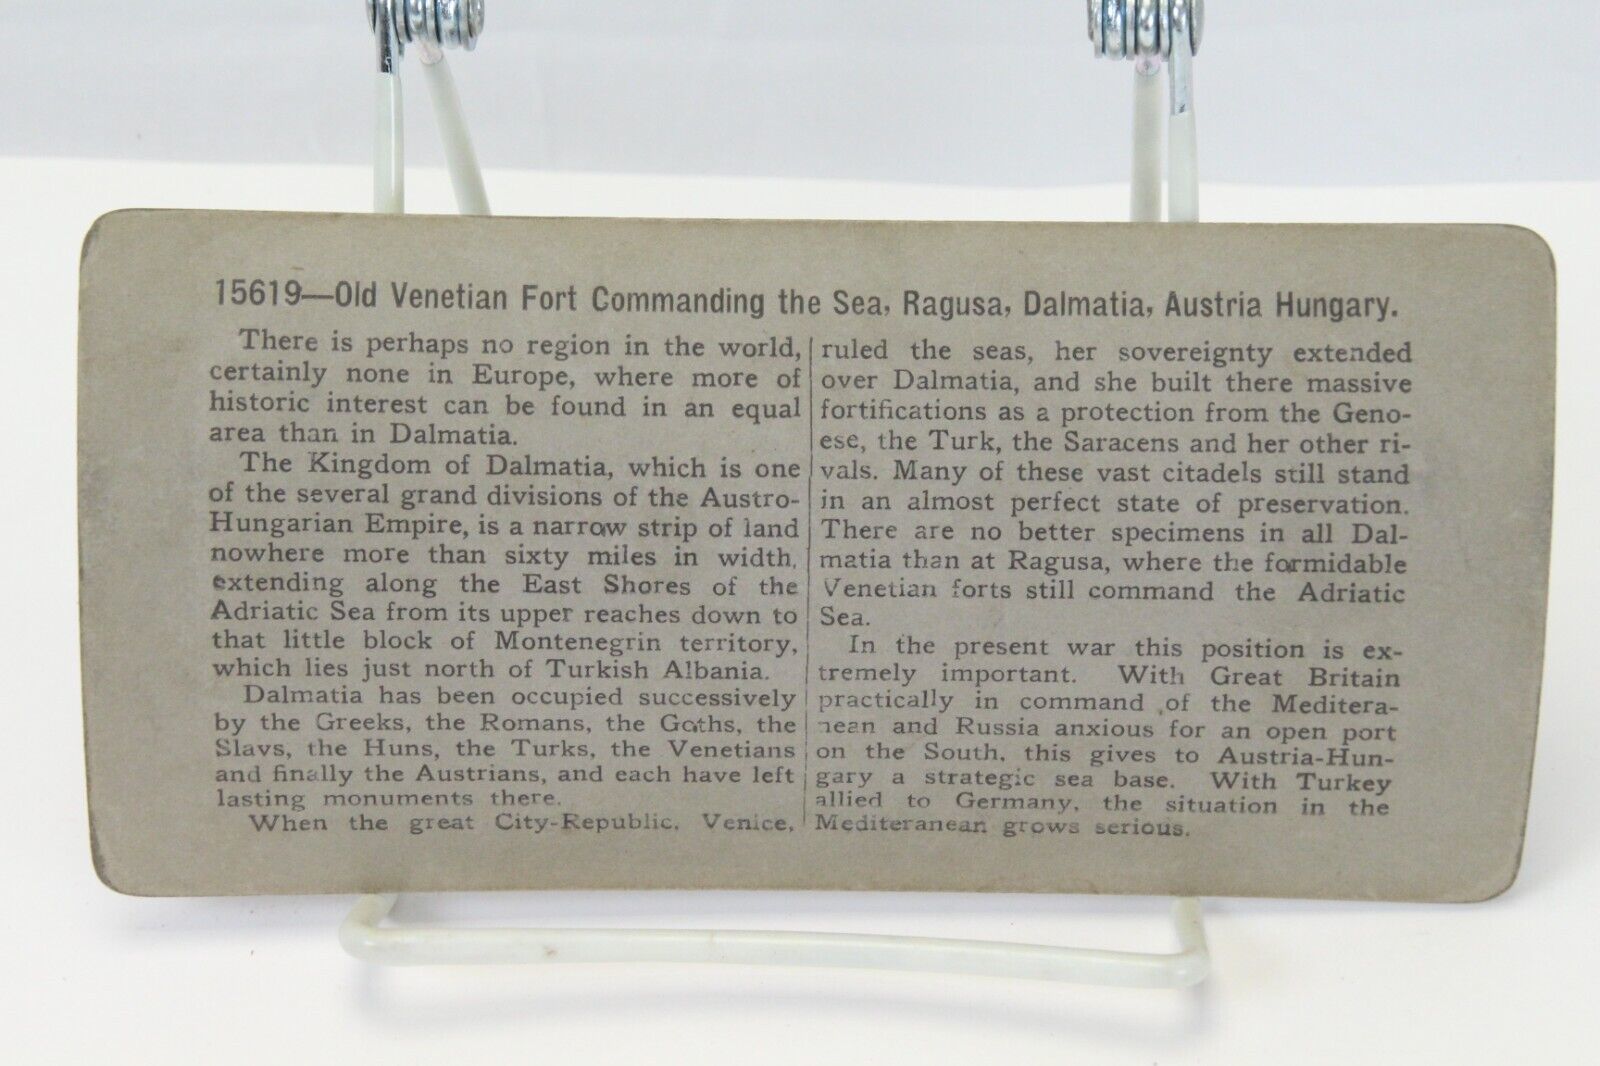 15619—Old Venetian Fort Commanding the Sea, Ragusa, Dalmatia, Austria Hungary.
There is perhaps no region in the world,
certainly none in Europe, where more of
historic interest can be found in an equal
area than in Dalmatia.
The Kingdom of Dalmatia, which is one
of the several grand divisions of the Austro-
Hungarian Empire, is a narrow strip of land
nowhere more than sixty miles in width,
extending along the East Shores of the
Adriatic Sea from its upper reaches down to
that little block of Montenegrin territory,
which lies just north of Turkish Albania.
Dalmatia has been occupied successively
by the Greeks, the Romans, the Goths, the
Slavs, the Huns, the Turks, the Venetians
and finally the Austrians, and each have left
lasting monuments there.
When the great City-Republic, Venice,
ruled the seas, her sovereignty extended
over Dalmatia, and she built there massive
fortifications as a protection from the Geno-
ese, the Turk, the Saracens and her other ri-
vals. Many of these vast citadels still stand
in an almost perfect state of preservation.
There are no better specimens in all Dal-
matia than at Ragusa, where the formidable
Venetian forts still command the Adriatic
Sea.
In the present war this position is ex-
tremely important. With Great Britain
practically in command of the Meditera-
nean and Russia anxious for an open port
on the South, this gives to Austria-Hun-
gary a strategic sea base. With Turkey
allied to Germany, the situation in the
Mediteranean grows serious.